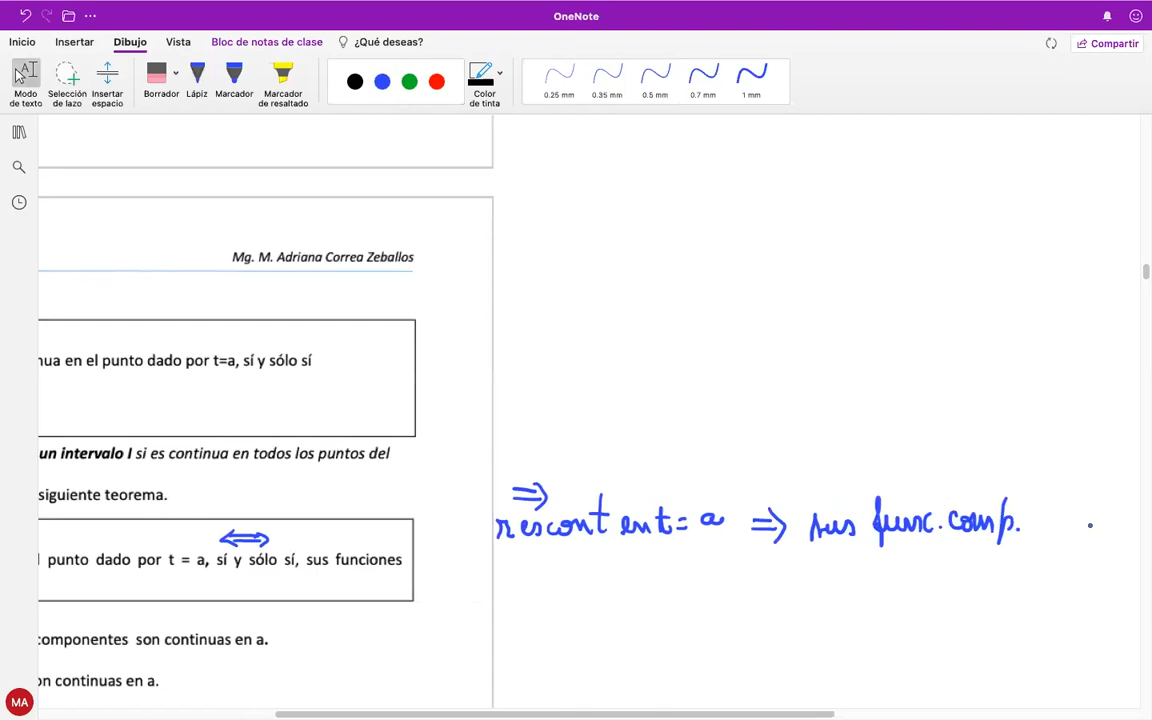 OneNote
Inicio Insertar Dibujo Vista Bloc de notas de clase ¿Qué deseas? Compartir
Modo de texto
Selección de lazo
Insertar espacio
Borrador
Lápiz
Marcador
Marcador de resaltado
Color de tinta
0.25 mm 0.35 mm 0.5 mm 0.7 mm 1 mm
Mg. M. Adriana Correa Zeballos
nua en el punto dado por t=a, sí y sólo sí
un intervalo I si es continua en todos los puntos del
siguiente teorema.
⇒
r es cont en t = a ⇒ sus func. comp.
⟺
punto dado por t = a, sí y sólo sí, sus funciones
componentes son continuas en a.
on continuas en a.
MA